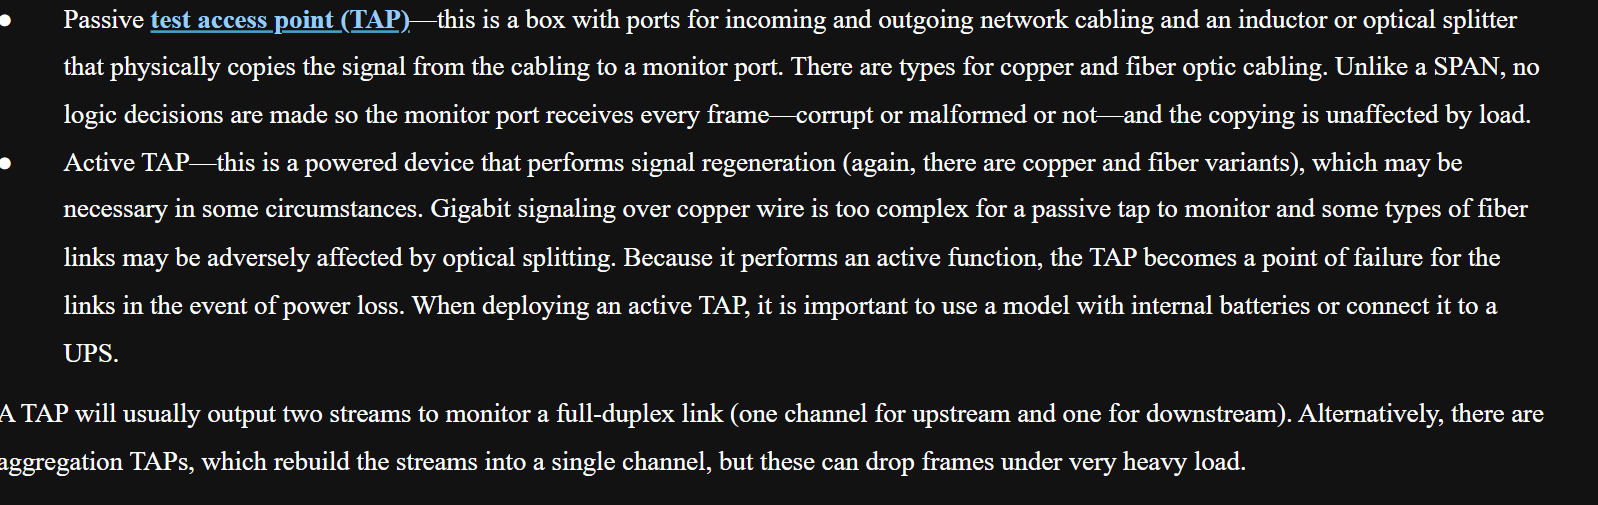 ● Passive test access point (TAP)—this is a box with ports for incoming and outgoing network cabling and an inductor or optical splitter
that physically copies the signal from the cabling to a monitor port. There are types for copper and fiber optic cabling. Unlike a SPAN, no
logic decisions are made so the monitor port receives every frame—corrupt or malformed or not—and the copying is unaffected by load.
● Active TAP—this is a powered device that performs signal regeneration (again, there are copper and fiber variants), which may be
necessary in some circumstances. Gigabit signaling over copper wire is too complex for a passive tap to monitor and some types of fiber
links may be adversely affected by optical splitting. Because it performs an active function, the TAP becomes a point of failure for the
links in the event of power loss. When deploying an active TAP, it is important to use a model with internal batteries or connect it to a
UPS.
A TAP will usually output two streams to monitor a full-duplex link (one channel for upstream and one for downstream). Alternatively, there are
aggregation TAPs, which rebuild the streams into a single channel, but these can drop frames under very heavy load.